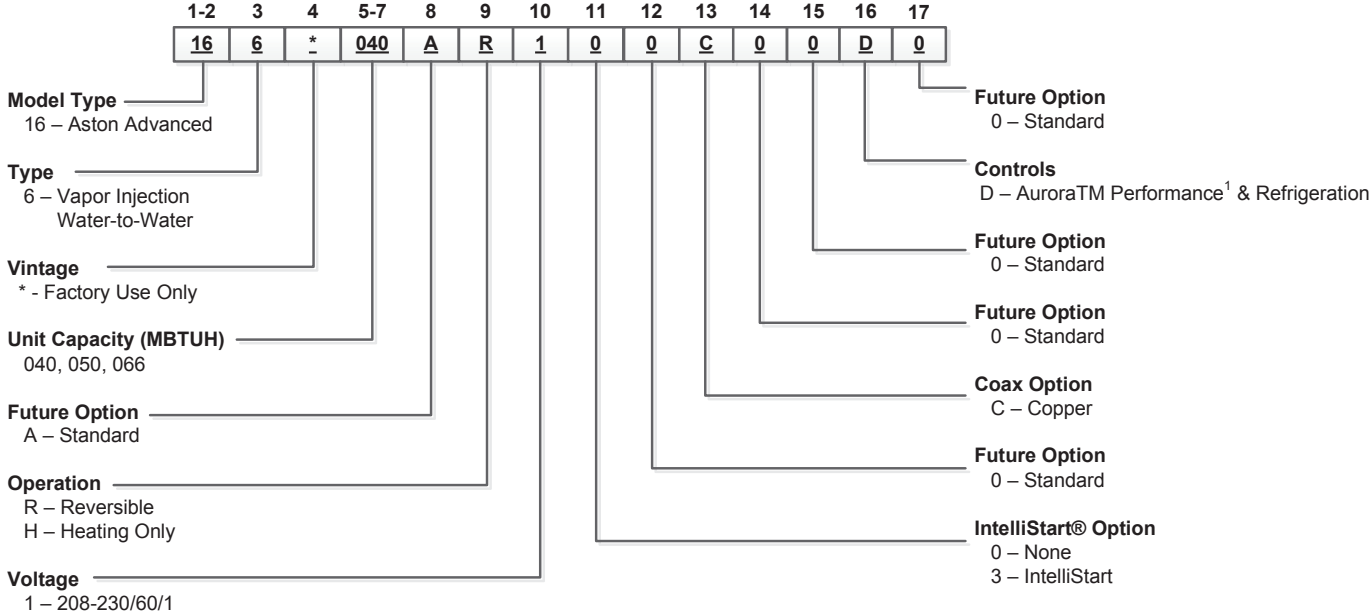 1-2 3 4 5-7 8 9 10 11 12 13 14 15 16 17
16 6 * 040 A R 1 0 0 C 0 0 D 0
Model Type
16 – Aston Advanced
Type
6 – Vapor Injection
Water-to-Water
Vintage
* - Factory Use Only
Unit Capacity (MBTUH)
040, 050, 066
Future Option
A – Standard
Operation
R – Reversible
H – Heating Only
Voltage
1 – 208-230/60/1
Future Option
0 – Standard
Controls
D – AuroraTM Performance¹ & Refrigeration
Future Option
0 – Standard
Future Option
0 – Standard
Coax Option
C – Copper
Future Option
0 – Standard
IntelliStart® Option
0 – None
3 – IntelliStart